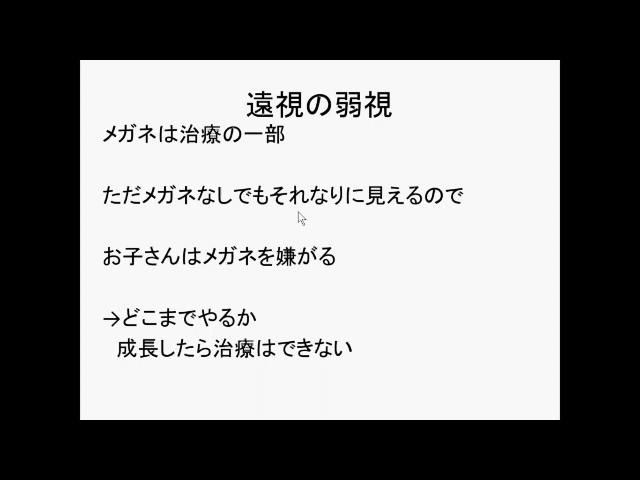 遠視の弱視
メガネは治療の一部
ただメガネなしでもそれなりに見えるので
お子さんはメガネを嫌がる
→どこまでやるか
成長したら治療はできない